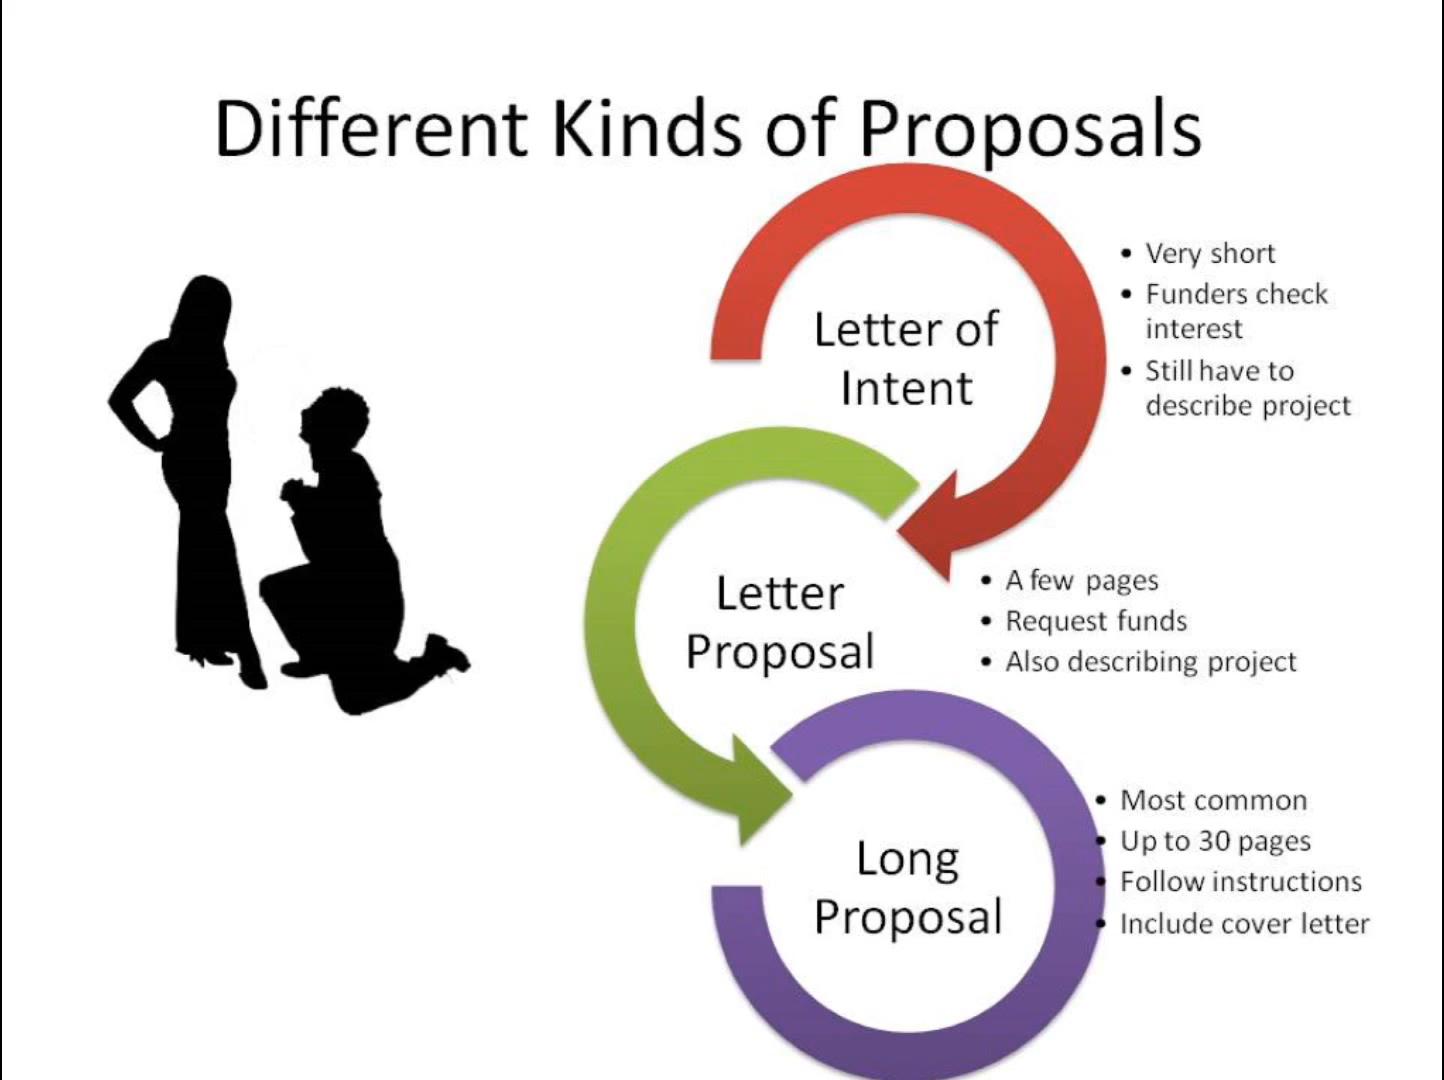 Different Kinds of Proposals
Letter of
Intent
• Very short
• Funders check
interest
• Still have to
describe project
Letter
Proposal
• A few pages
• Request funds
• Also describing project
Long
Proposal
• Most common
• Up to 30 pages
• Follow instructions
• Include cover letter